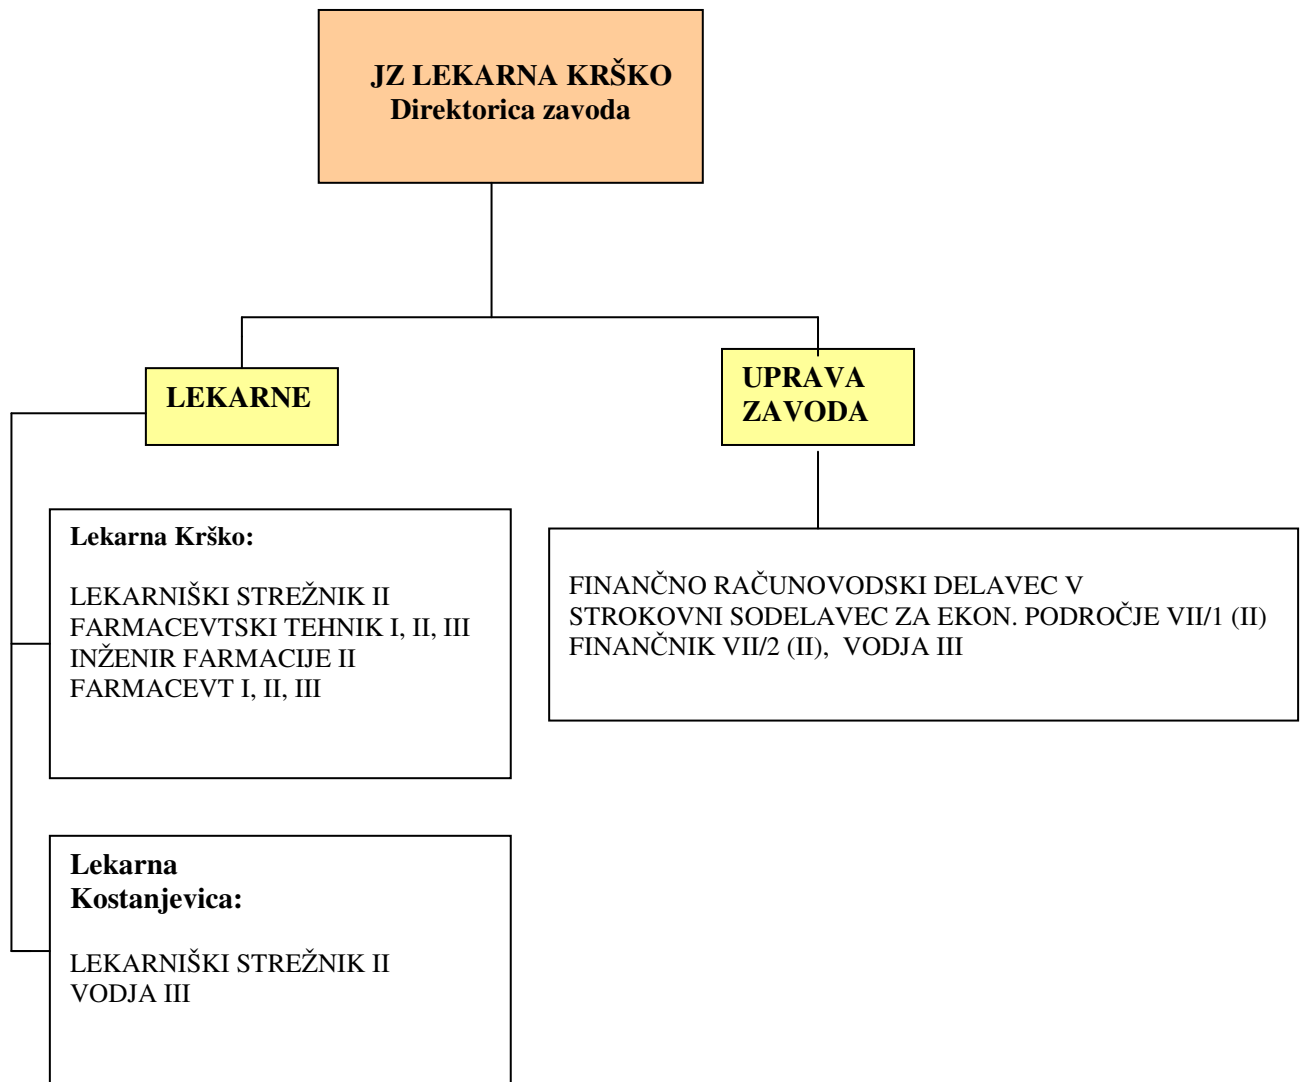 JZ LEKARNA KRŠKO
Direktorica zavoda
LEKARNE
UPRAVA
ZAVODA
Lekarna Krško:
LEKARNIŠKI STREŽNIK II
FARMACEVTSKI TEHNIK I, II, III
INŽENIR FARMACIJE II
FARMACEVT I, II, III
FINANČNO RAČUNOVODSKI DELAVEC V
STROKOVNI SODELAVEC ZA EKON. PODROČJE VII/1 (II)
FINANČNIK VII/2 (II), VODJA III
Lekarna
Kostanjevica:
LEKARNIŠKI STREŽNIK II
VODJA III